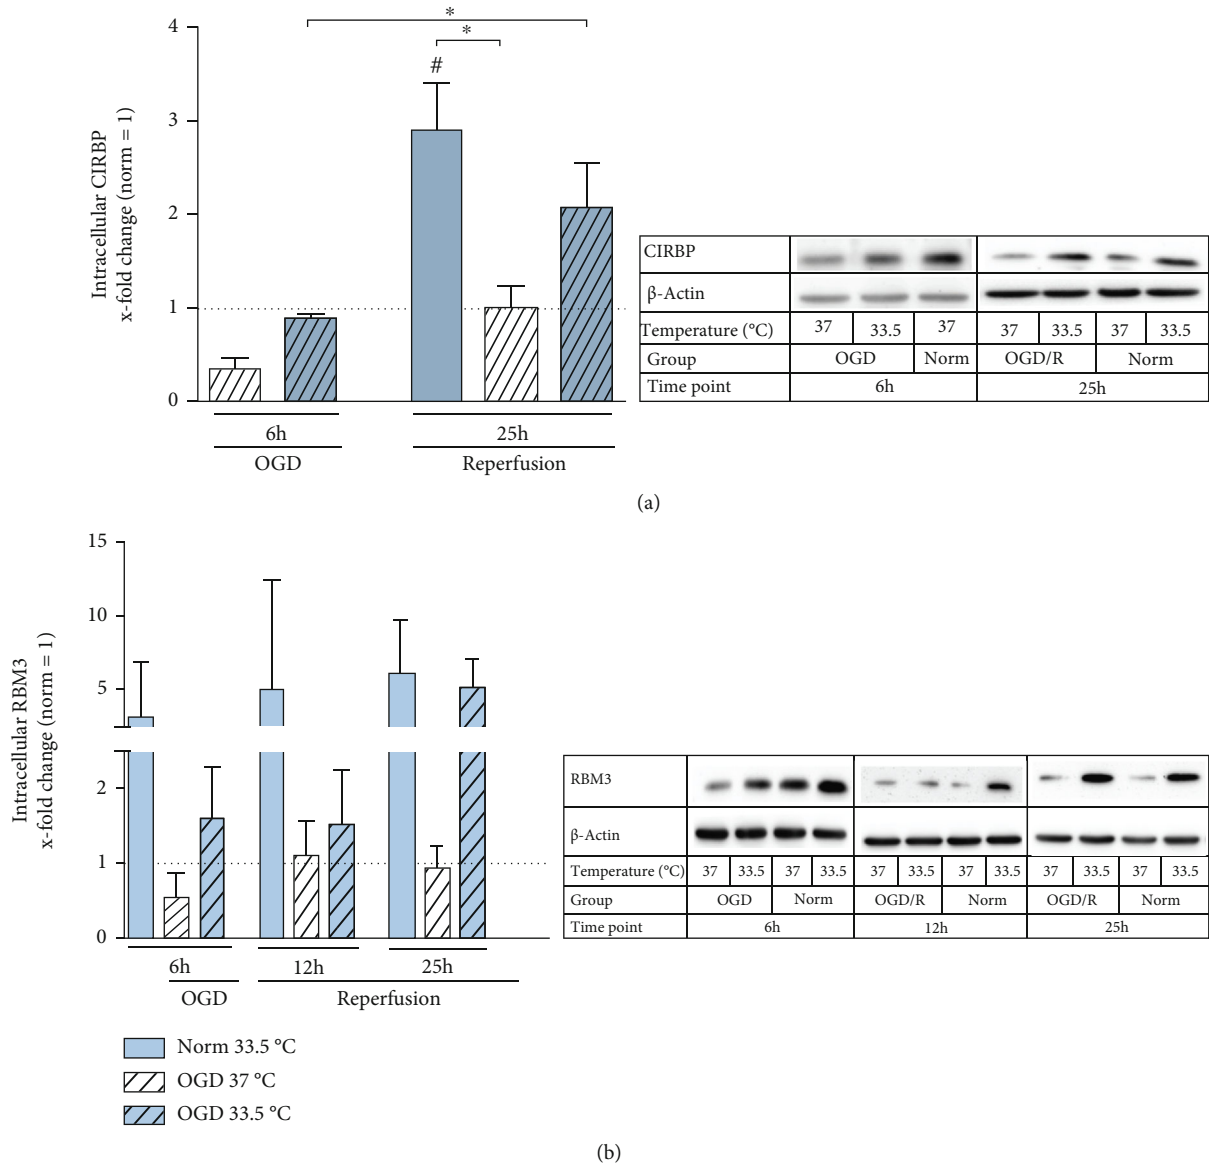 Intracellular CIRBP
x-fold change (norm = 1)
4
3
2
1
0
*
*
#
6h
25h
OGD
Reperfusion
CIRBP
β-Actin
Temperature (°C) 37 33.5 37 37 33.5 37 33.5
Group OGD Norm OGD/R Norm
Time point 6h 25h
(a)
Intracellular RBM3
x-fold change (norm = 1)
15
10
5
2
1
0
6h
12h
25h
OGD
Reperfusion
RBM3
β-Actin
Temperature (°C) 37 33.5 37 33.5 37 33.5 37 33.5 37 33.5 37 33.5
Group OGD Norm OGD/R Norm OGD/R Norm
Time point 6h 12h 25h
Norm 33.5 °C
OGD 37 °C
OGD 33.5 °C
(b)